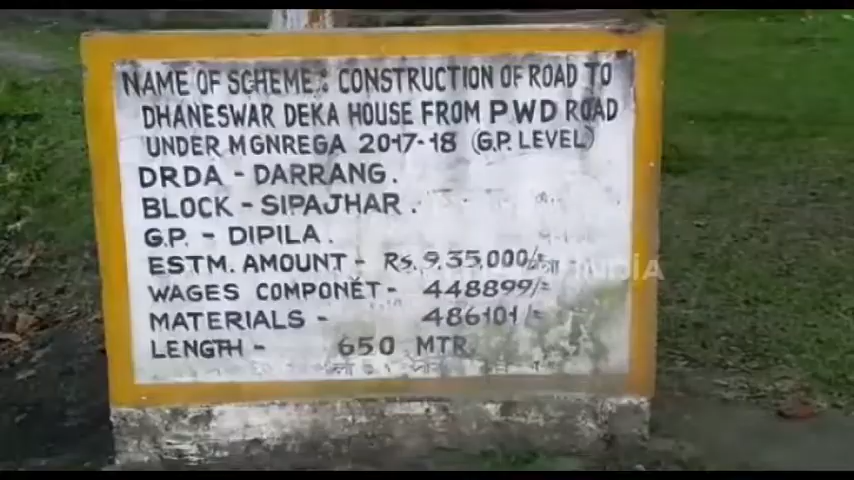 NAME OF SCHEME : CONSTRUCTION OF ROAD TO
DHANESWAR DEKA HOUSE FROM PWD ROAD
UNDER MGNREGA 2017-18 (G.P. LEVEL)
DRDA - DARRANG.
BLOCK - SIPAJHAR.
G.P. - DIPILA.
ESTM. AMOUNT - RS. 9,35,000/=
WAGES COMPONET - 448899/=
MATERIALS - 486101/=
LENGTH - 650 MTR.
INDIA